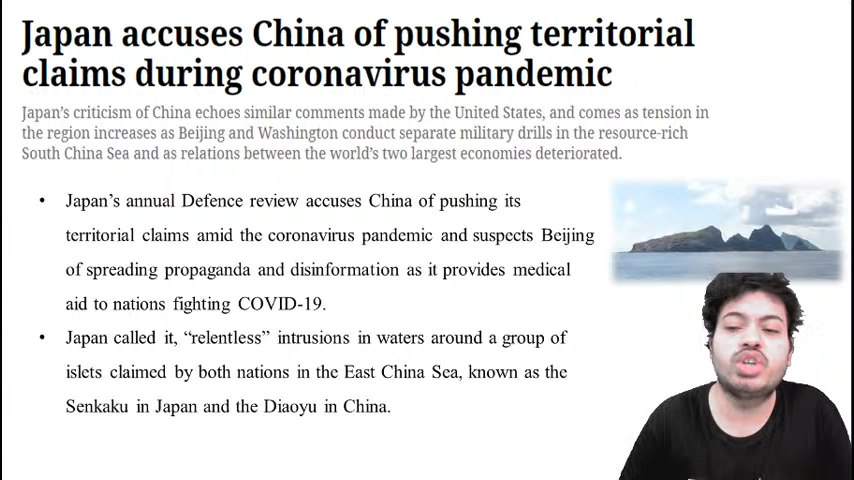 Japan accuses China of pushing territorial
claims during coronavirus pandemic
Japan’s criticism of China echoes similar comments made by the United States, and comes as tension in
the region increases as Beijing and Washington conduct separate military drills in the resource-rich
South China Sea and as relations between the world’s two largest economies deteriorated.
• Japan’s annual Defence review accuses China of pushing its
territorial claims amid the coronavirus pandemic and suspects Beijing
of spreading propaganda and disinformation as it provides medical
aid to nations fighting COVID-19.
• Japan called it, “relentless” intrusions in waters around a group of
islets claimed by both nations in the East China Sea, known as the
Senkaku in Japan and the Diaoyu in China.